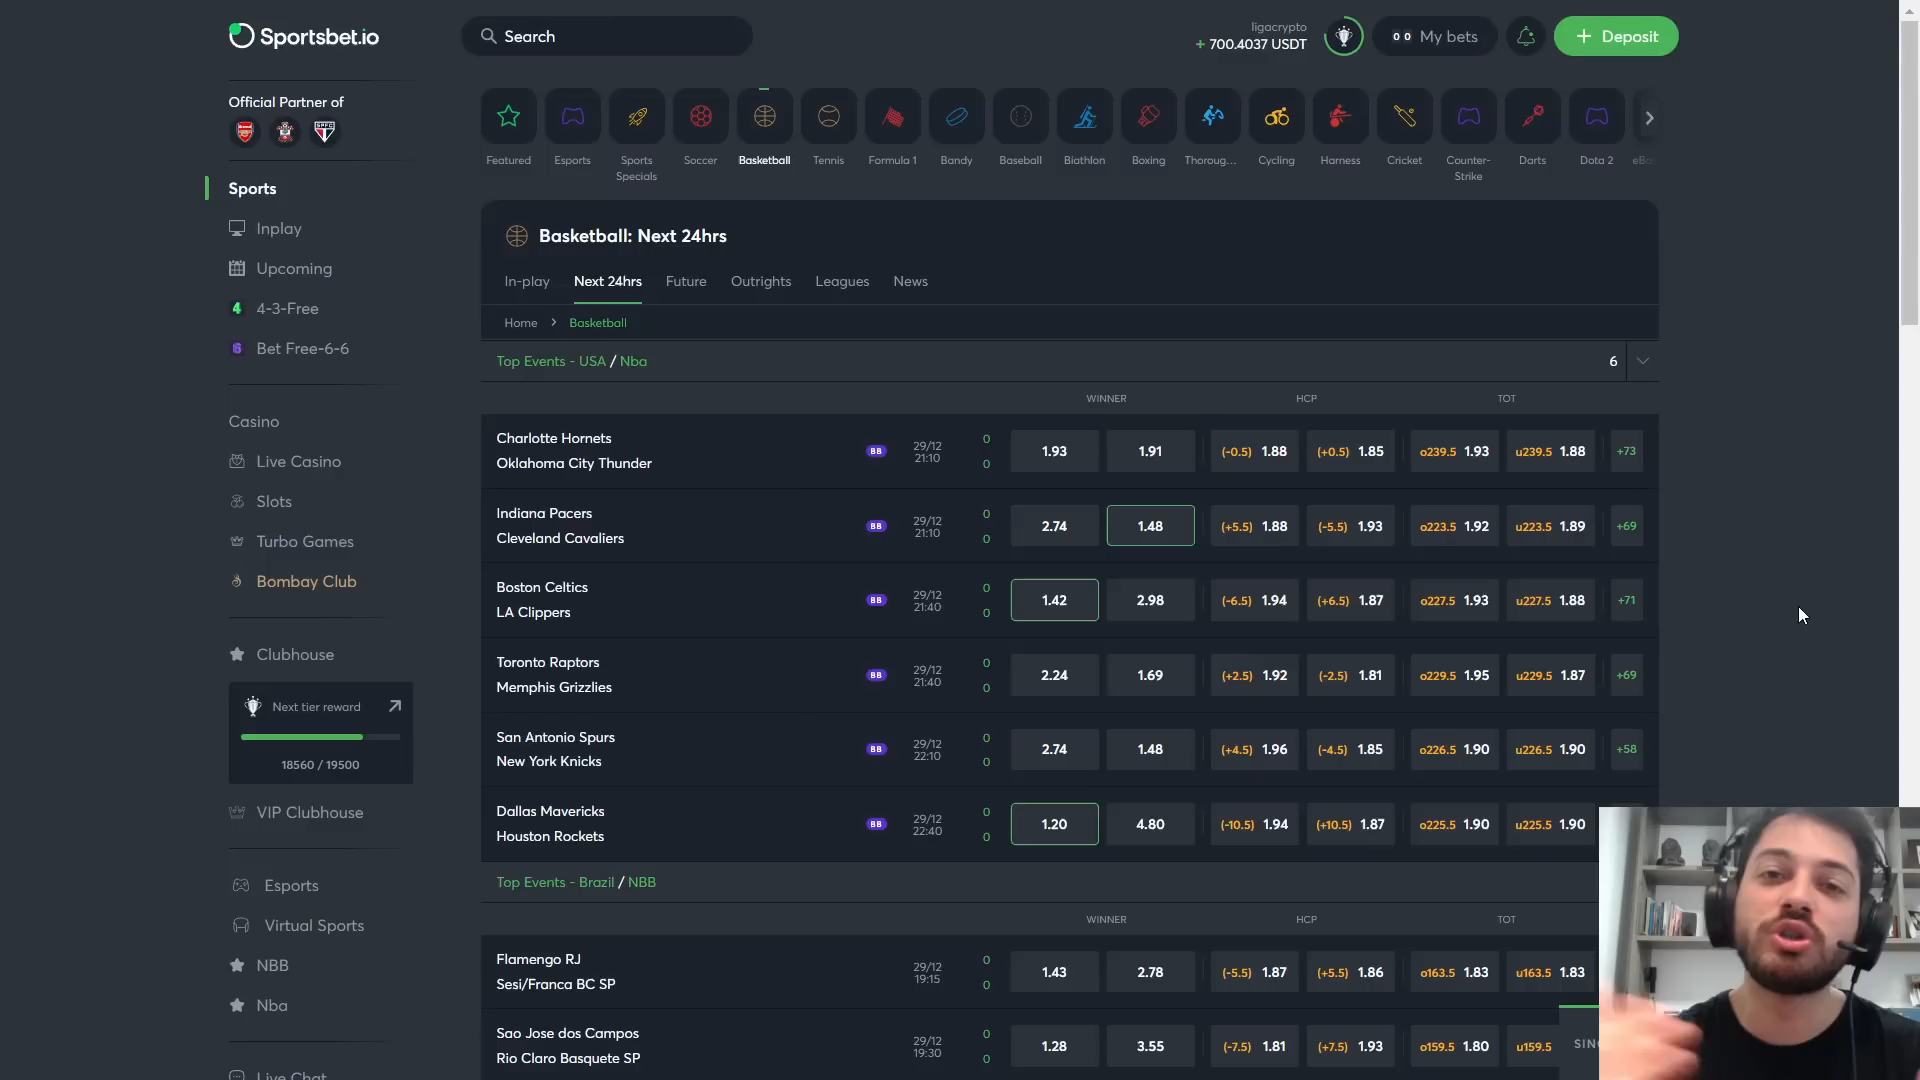 Sportsbet.io
Search
ligacrypto
+ 700.4037 USDT
0 0 My bets
+ Deposit
Official Partner of
Featured
Esports
Sports Specials
Soccer
Basketball
Tennis
Formula 1
Bandy
Baseball
Biathlon
Boxing
Thoroug...
Cycling
Harness
Cricket
Counter-Strike
Darts
Dota 2
Sports
Inplay
Upcoming
4 4-3-Free
6 Bet Free-6-6
Casino
Live Casino
Slots
Turbo Games
Bombay Club
Clubhouse
Next tier reward
18560 / 19500
VIP Clubhouse
Esports
Virtual Sports
NBB
Nba
Live Chat
Basketball: Next 24hrs
In-play Next 24hrs Future Outrights Leagues News
Home > Basketball
Top Events - USA / Nba 6
WINNER HCP TOT
Charlotte Hornets
Oklahoma City Thunder
BB 29/12 21:10 0 0 1.93 1.91 (-0.5) 1.88 (+0.5) 1.85 o239.5 1.93 u239.5 1.88 +73
Indiana Pacers
Cleveland Cavaliers
BB 29/12 21:10 0 0 2.74 1.48 (+5.5) 1.88 (-5.5) 1.93 o223.5 1.92 u223.5 1.89 +69
Boston Celtics
LA Clippers
BB 29/12 21:40 0 0 1.42 2.98 (-6.5) 1.94 (+6.5) 1.87 o227.5 1.93 u227.5 1.88 +71
Toronto Raptors
Memphis Grizzlies
BB 29/12 21:40 0 0 2.24 1.69 (+2.5) 1.92 (-2.5) 1.81 o229.5 1.95 u229.5 1.87 +69
San Antonio Spurs
New York Knicks
BB 29/12 22:10 0 0 2.74 1.48 (+4.5) 1.96 (-4.5) 1.85 o226.5 1.90 u226.5 1.90 +58
Dallas Mavericks
Houston Rockets
BB 29/12 22:40 0 0 1.20 4.80 (-10.5) 1.94 (+10.5) 1.87 o225.5 1.90 u225.5 1.90
Top Events - Brazil / NBB
WINNER HCP TOT
Flamengo RJ
Sesi/Franca BC SP
29/12 19:15 0 0 1.43 2.78 (-5.5) 1.87 (+5.5) 1.86 o163.5 1.83 u163.5 1.83
Sao Jose dos Campos
Rio Claro Basquete SP
29/12 19:30 0 0 1.28 3.55 (-7.5) 1.81 (+7.5) 1.93 o159.5 1.80 u159.5